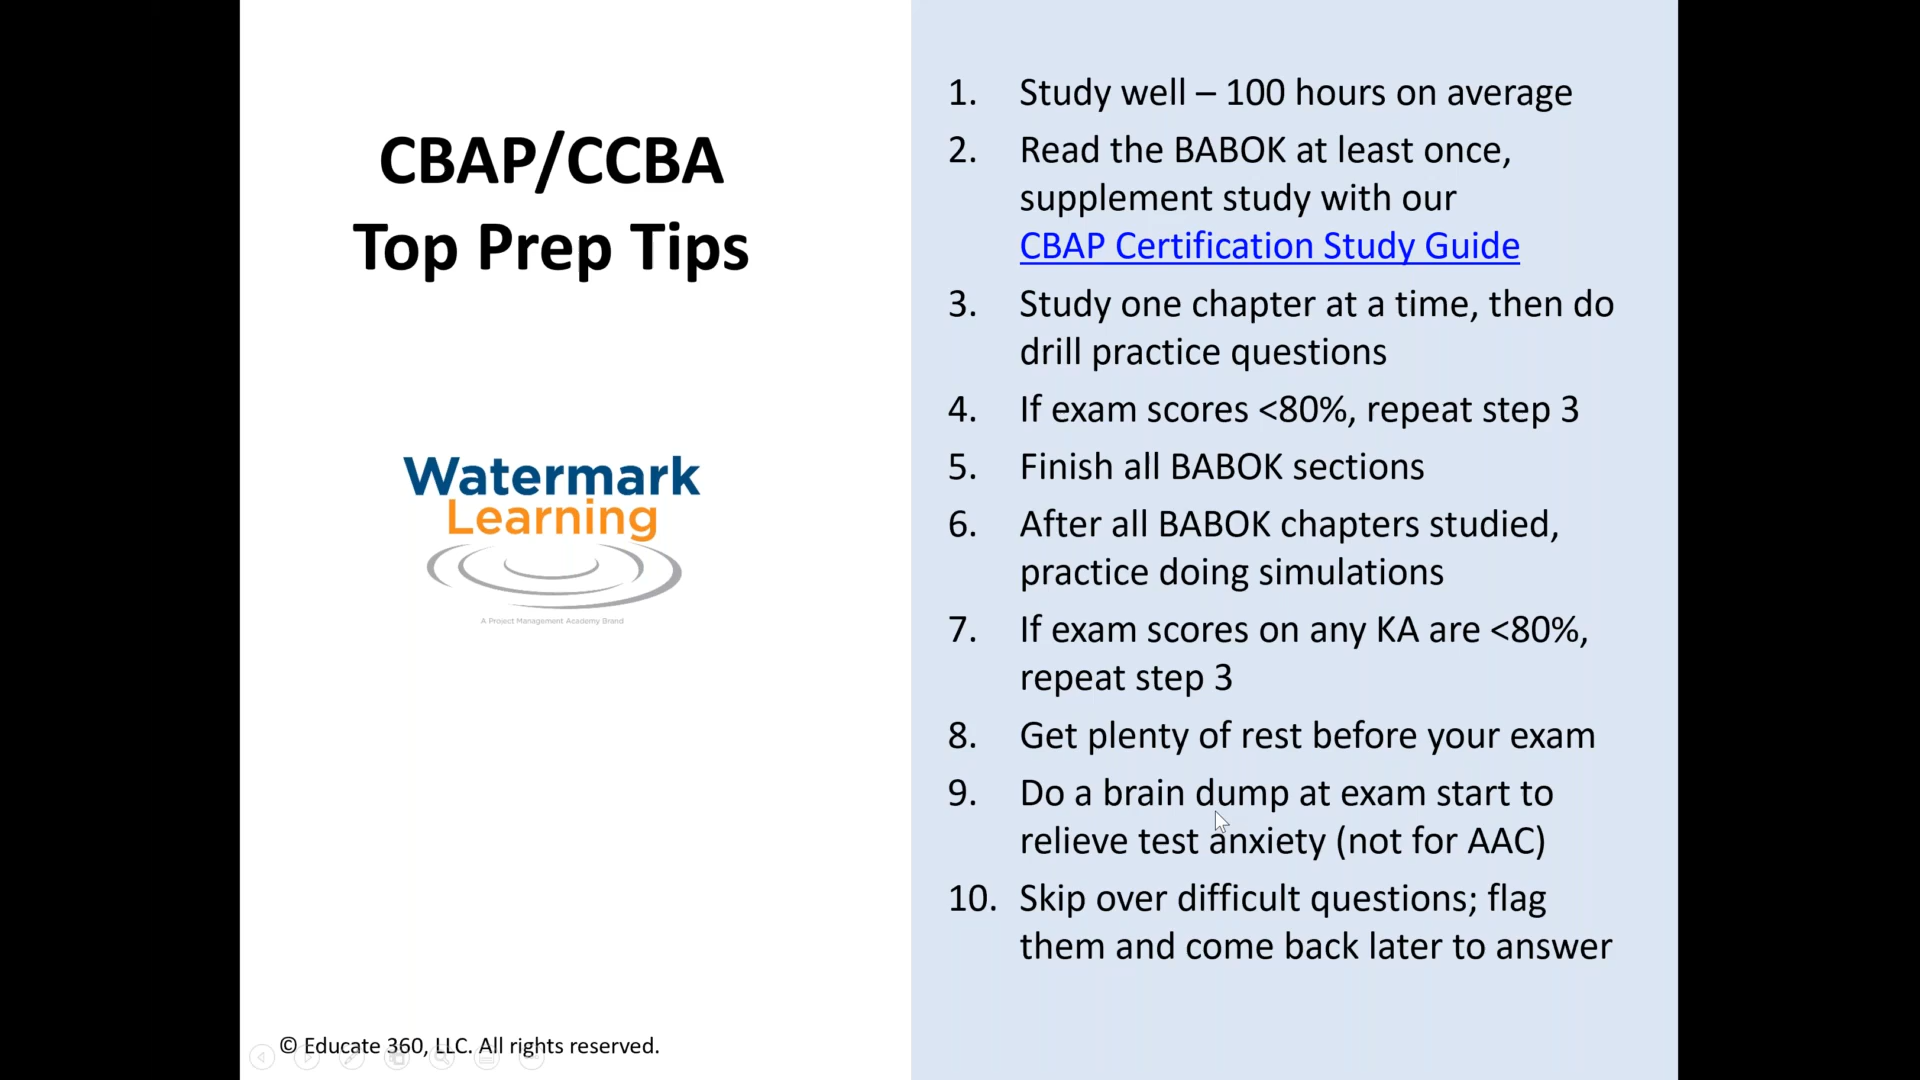 CBAP/CCBA
Top Prep Tips
Watermark
Learning
A Project Management Academy Brand
© Educate 360, LLC. All rights reserved.
1. Study well – 100 hours on average
2. Read the BABOK at least once,
supplement study with our
CBAP Certification Study Guide
3. Study one chapter at a time, then do
drill practice questions
4. If exam scores <80%, repeat step 3
5. Finish all BABOK sections
6. After all BABOK chapters studied,
practice doing simulations
7. If exam scores on any KA are <80%,
repeat step 3
8. Get plenty of rest before your exam
9. Do a brain dump at exam start to
relieve test anxiety (not for AAC)
10. Skip over difficult questions; flag
them and come back later to answer